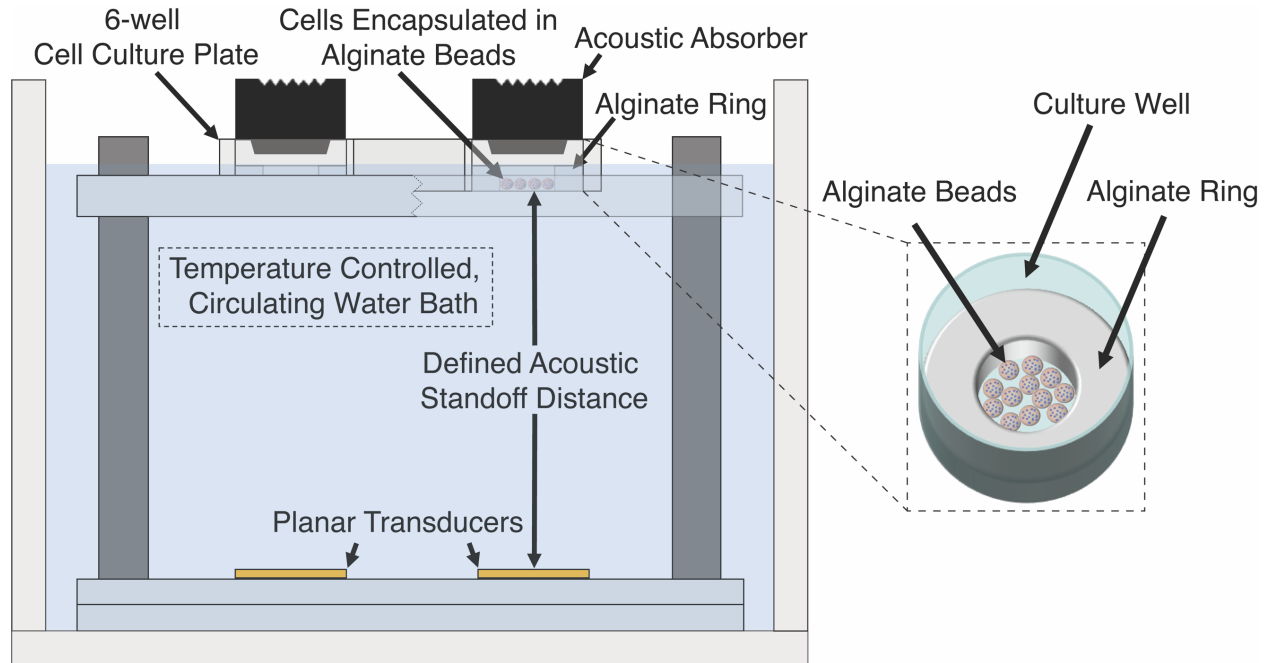 6-well
Cell Culture Plate
Cells Encapsulated in
Alginate Beads
Acoustic Absorber
Alginate Ring
Culture Well
Alginate Beads
Alginate Ring
Temperature Controlled,
Circulating Water Bath
Defined Acoustic
Standoff Distance
Planar Transducers